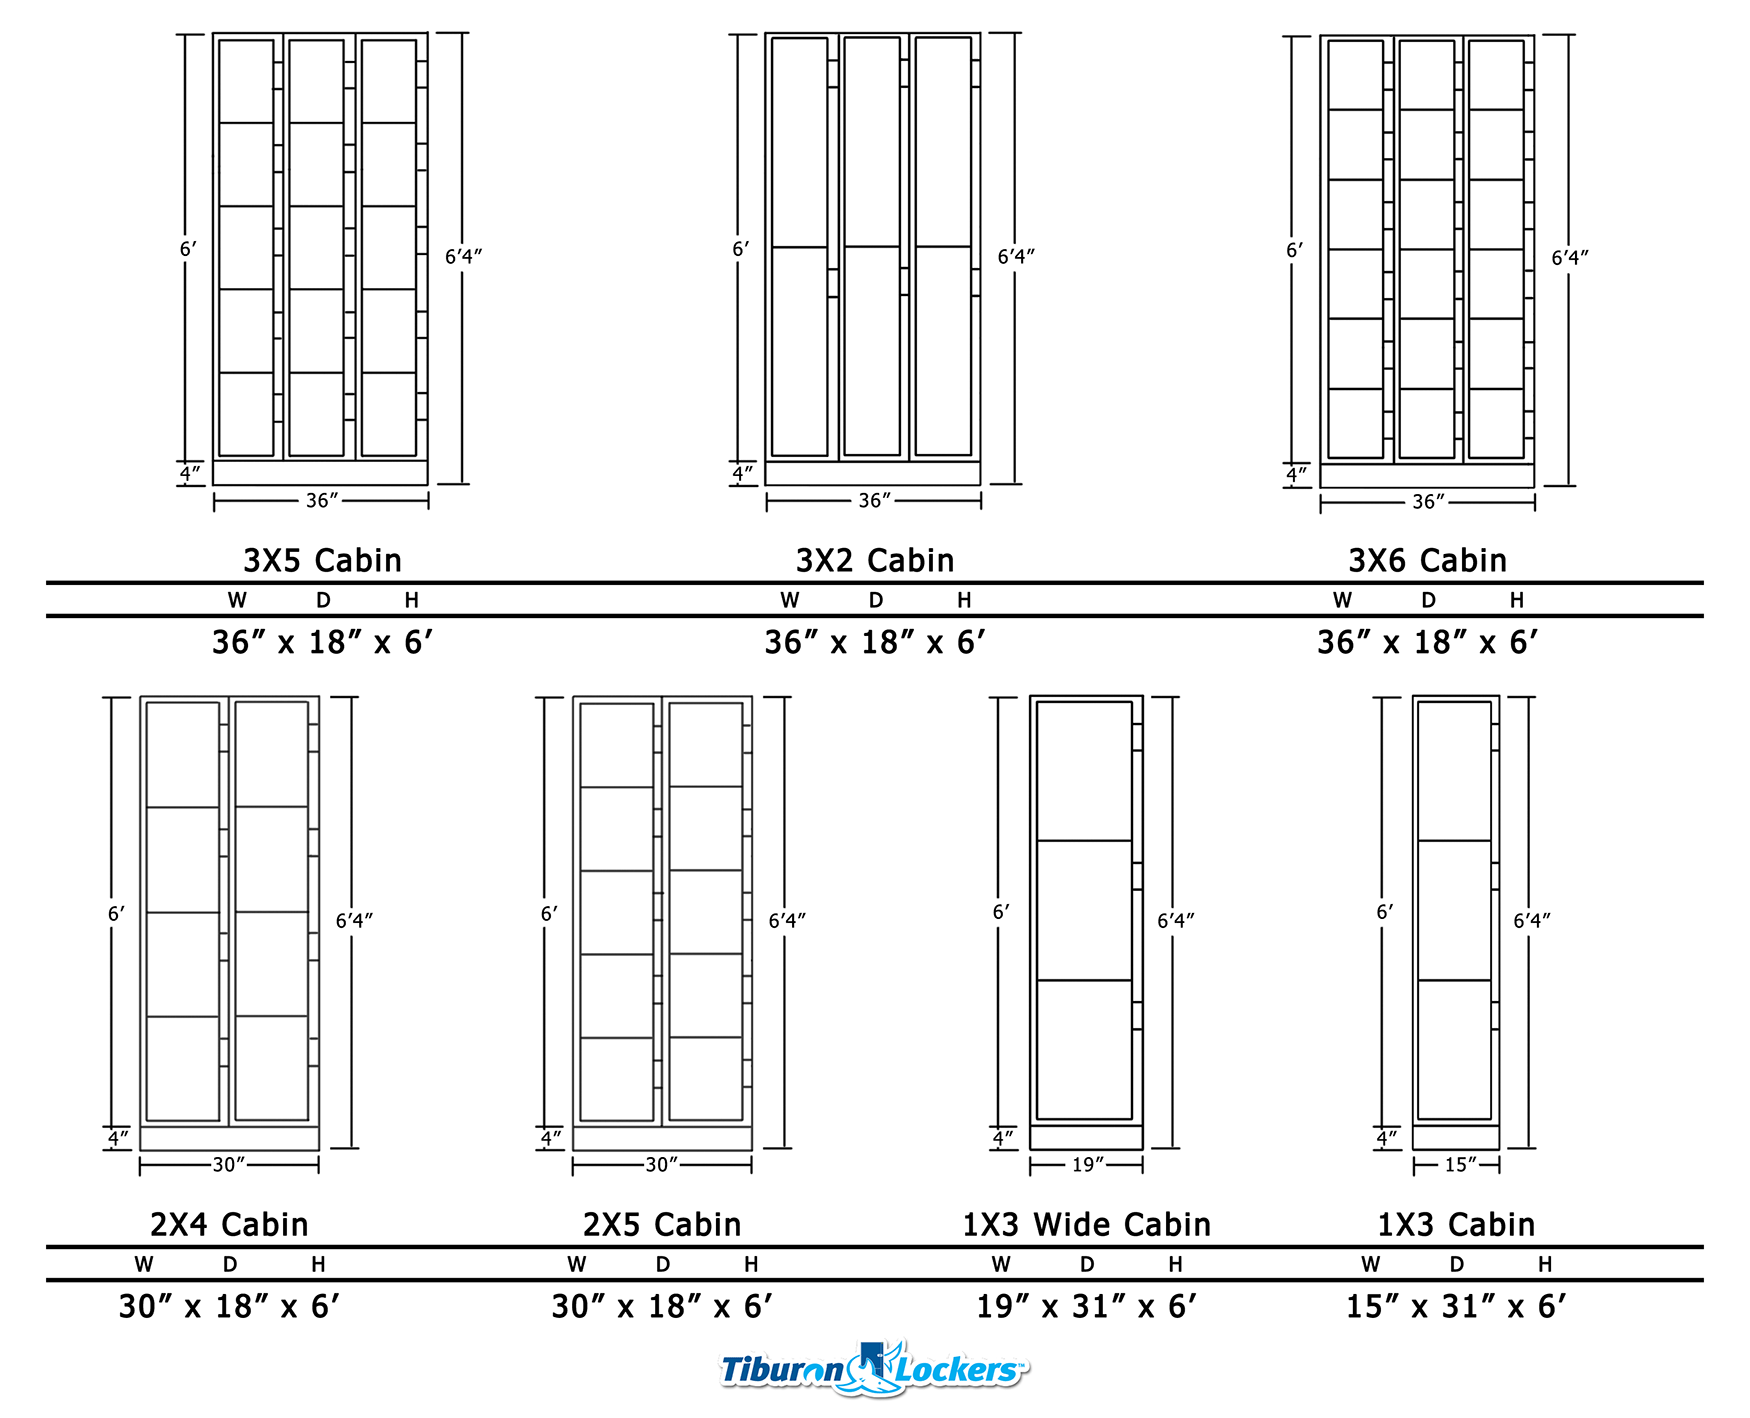 6’ 6’4” 6’ 6’4” 6’ 6’4”
4” 4” 4”
36” 36” 36”
3X5 Cabin 3X2 Cabin 3X6 Cabin
W D H W D H W D H
36” x 18” x 6’ 36” x 18” x 6’ 36” x 18” x 6’
6’ 6’4” 6’ 6’4” 6’ 6’4” 6’ 6’4”
4” 4” 4” 4”
30” 30” 19” 15”
2X4 Cabin 2X5 Cabin 1X3 Wide Cabin 1X3 Cabin
W D H W D H W D H W D H
30” x 18” x 6’ 30” x 18” x 6’ 19” x 31” x 6’ 15” x 31” x 6’
Tiburon Lockers™